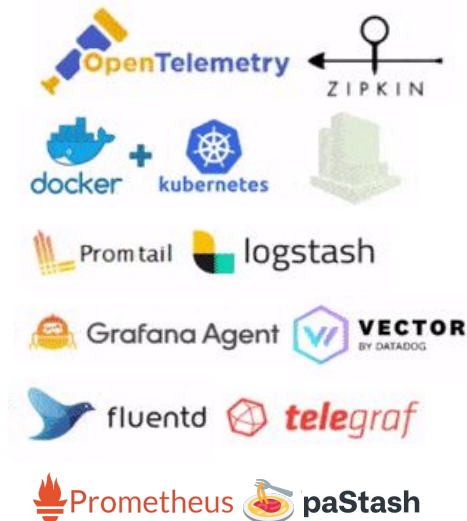 OpenTelemetry ZIPKIN
docker + kubernetes
Promtail logstash
Grafana Agent VECTOR
BY DATADOG
fluentd telegraf
Prometheus paStash